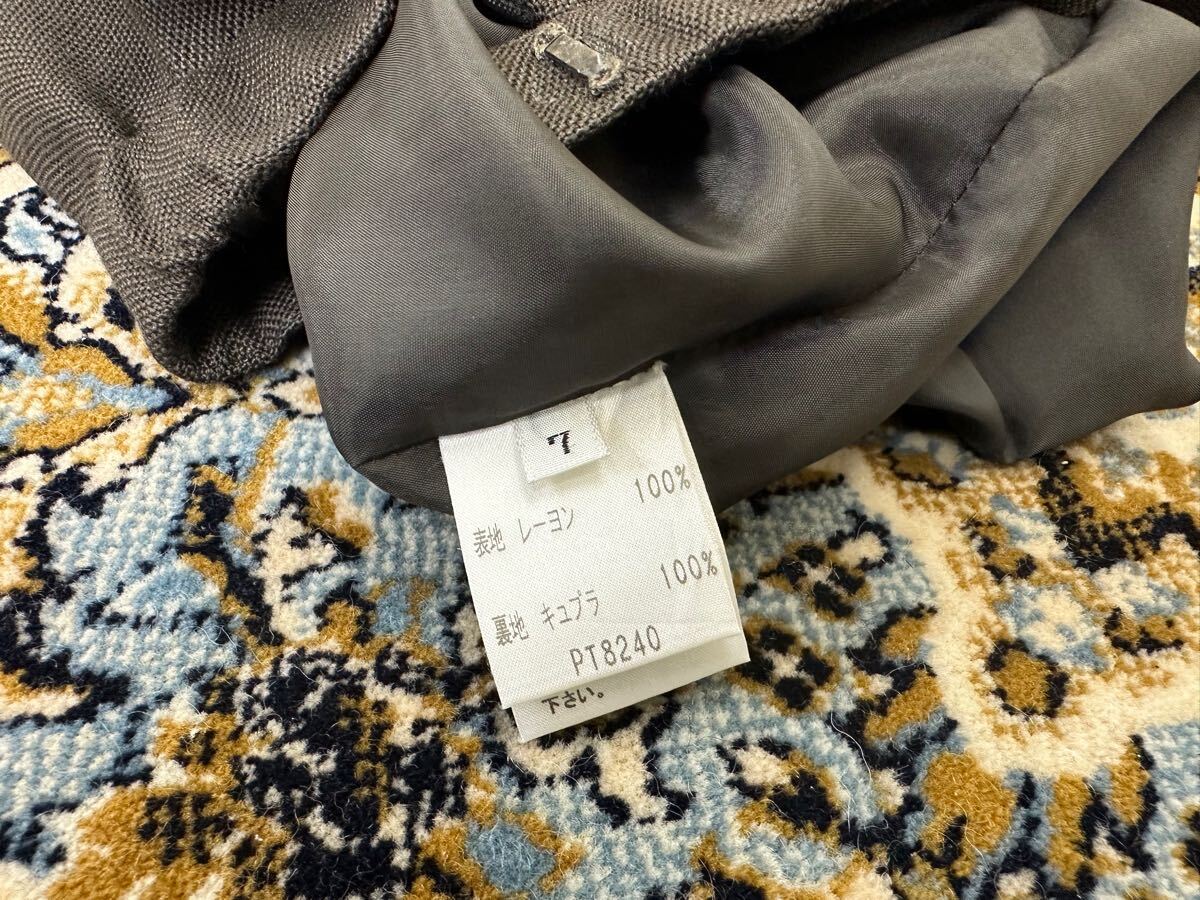 7
表地 レーヨン 100%
裏地 キュプラ 100%
PT8240
下さい。